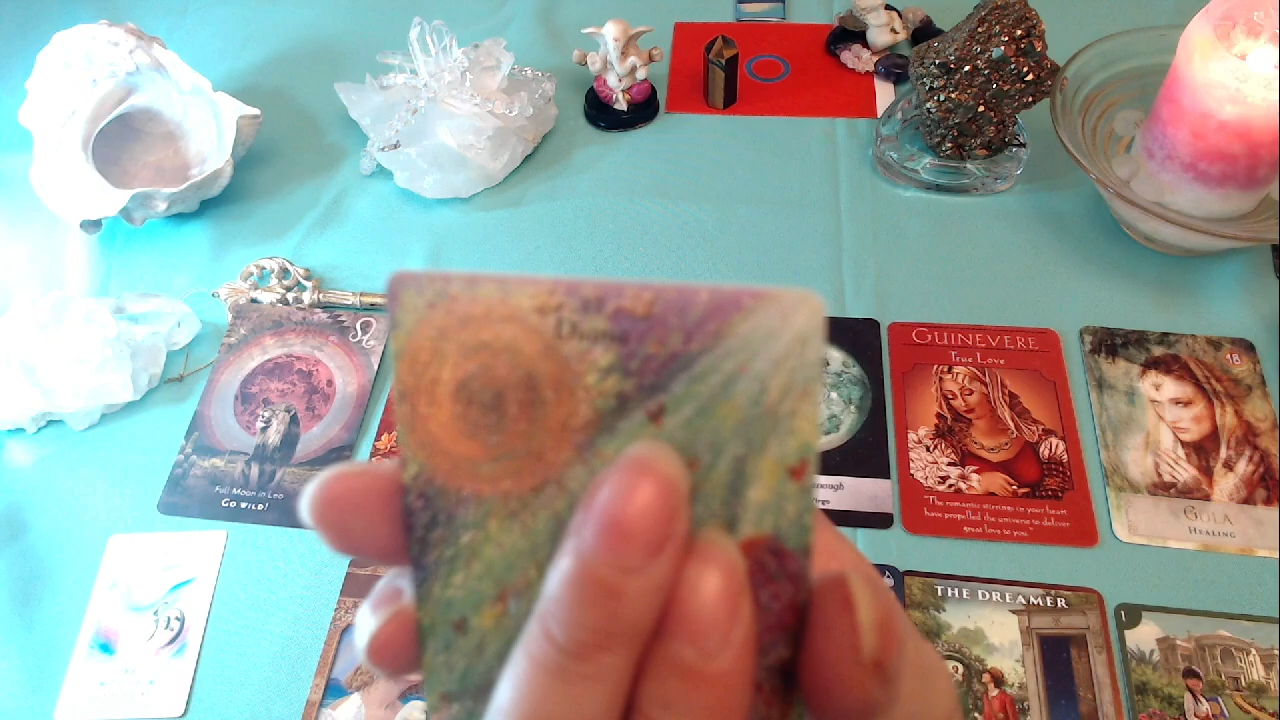 Full Moon in Leo
GO WILD!
GUINEVERE
True Love
"The romantic stirrings in your heart
have propelled the universe to deliver
great love to you."
18
GULA
HEALING
THE DREAMER
1